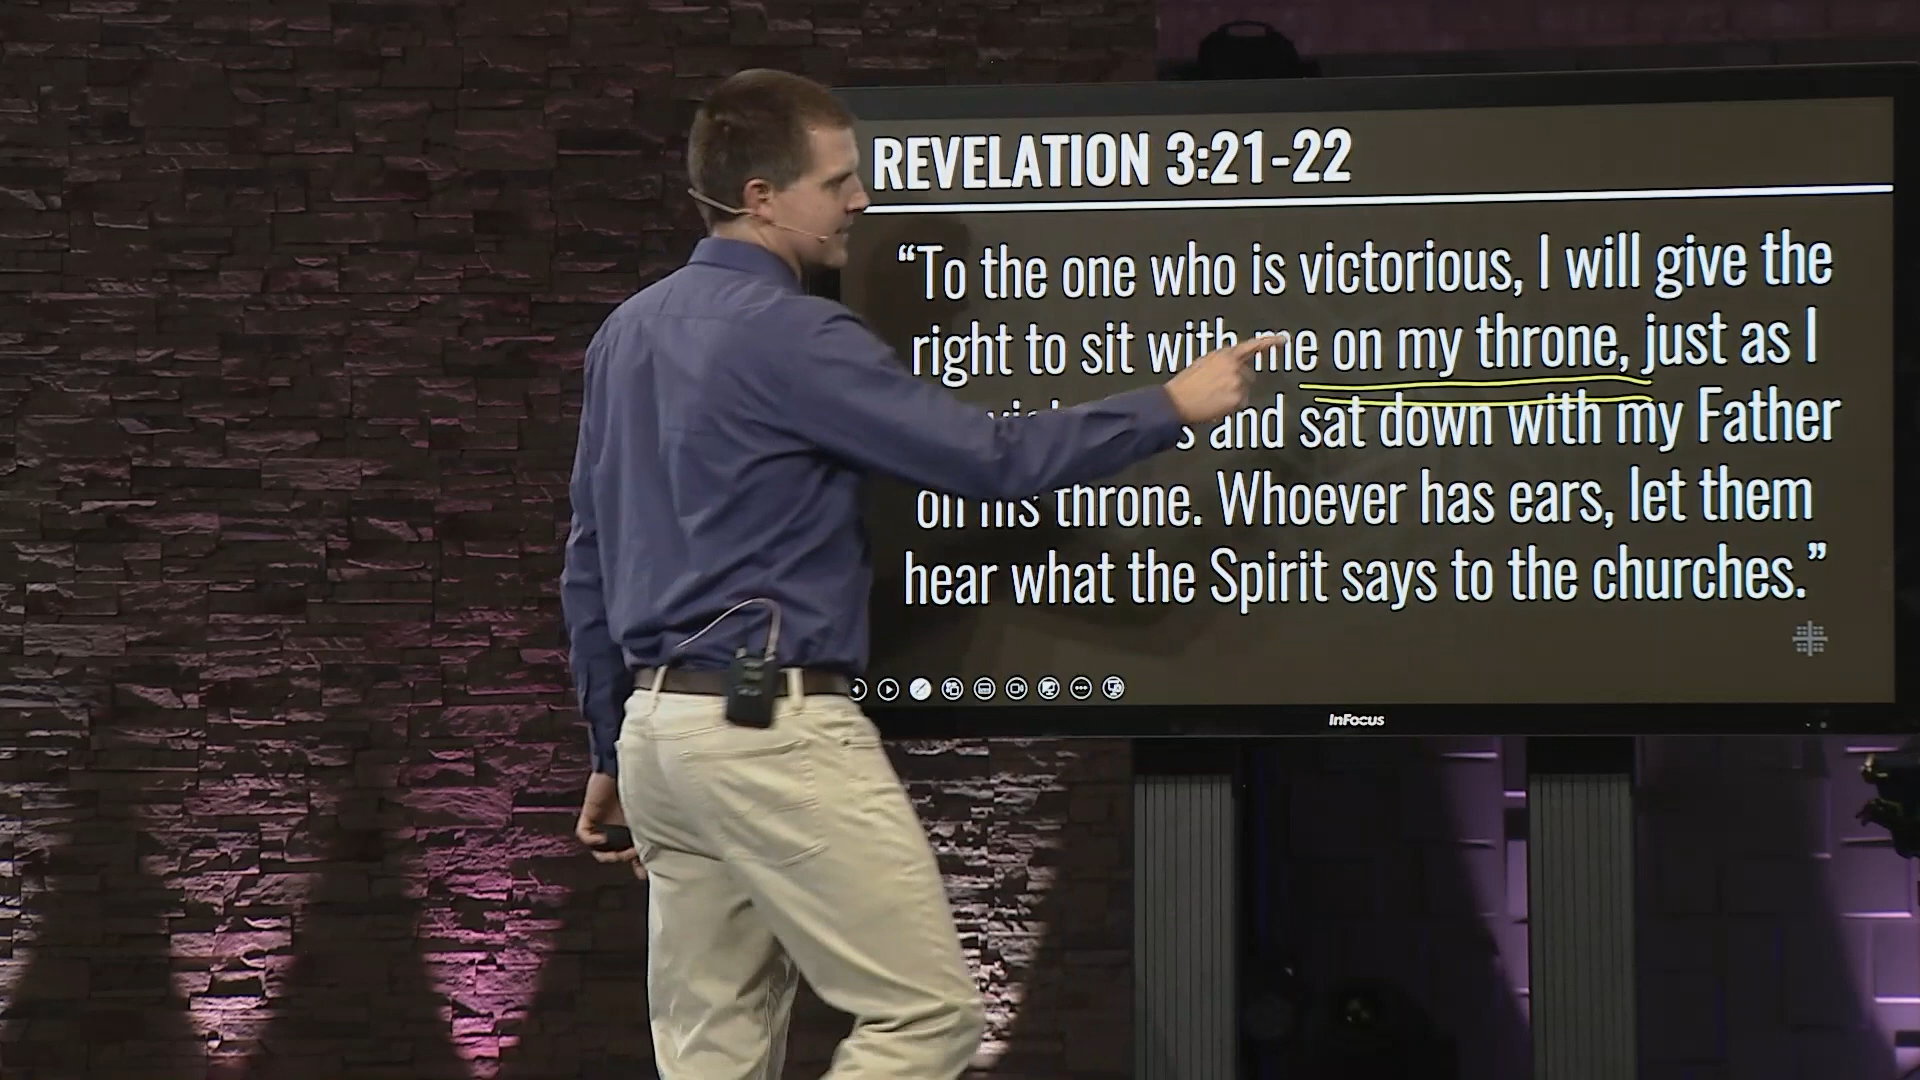 REVELATION 3:21-22
“To the one who is victorious, I will give the
right to sit with me on my throne, just as I
and sat down with my Father
on his throne. Whoever has ears, let them
hear what the Spirit says to the churches.”
InFocus